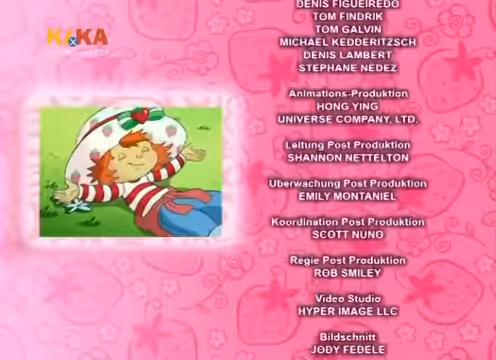 KiKA
DENIS FIGUEIREDO
TOM FINDRIK
TOM GALVIN
MICHAEL KEDDERITZSCH
DENIS LAMBERT
STEPHANE NEDEZ
Animations-Produktion
HONG YING
UNIVERSE COMPANY, LTD.
Leitung Post Produktion
SHANNON NETTELTON
Überwachung Post Produktion
EMILY MONTANIEL
Koordination Post Produktion
SCOTT NUNO
Regie Post Produktion
ROB SMILEY
Video Studio
HYPER IMAGE LLC
Bildschnitt
JODY FEDELE